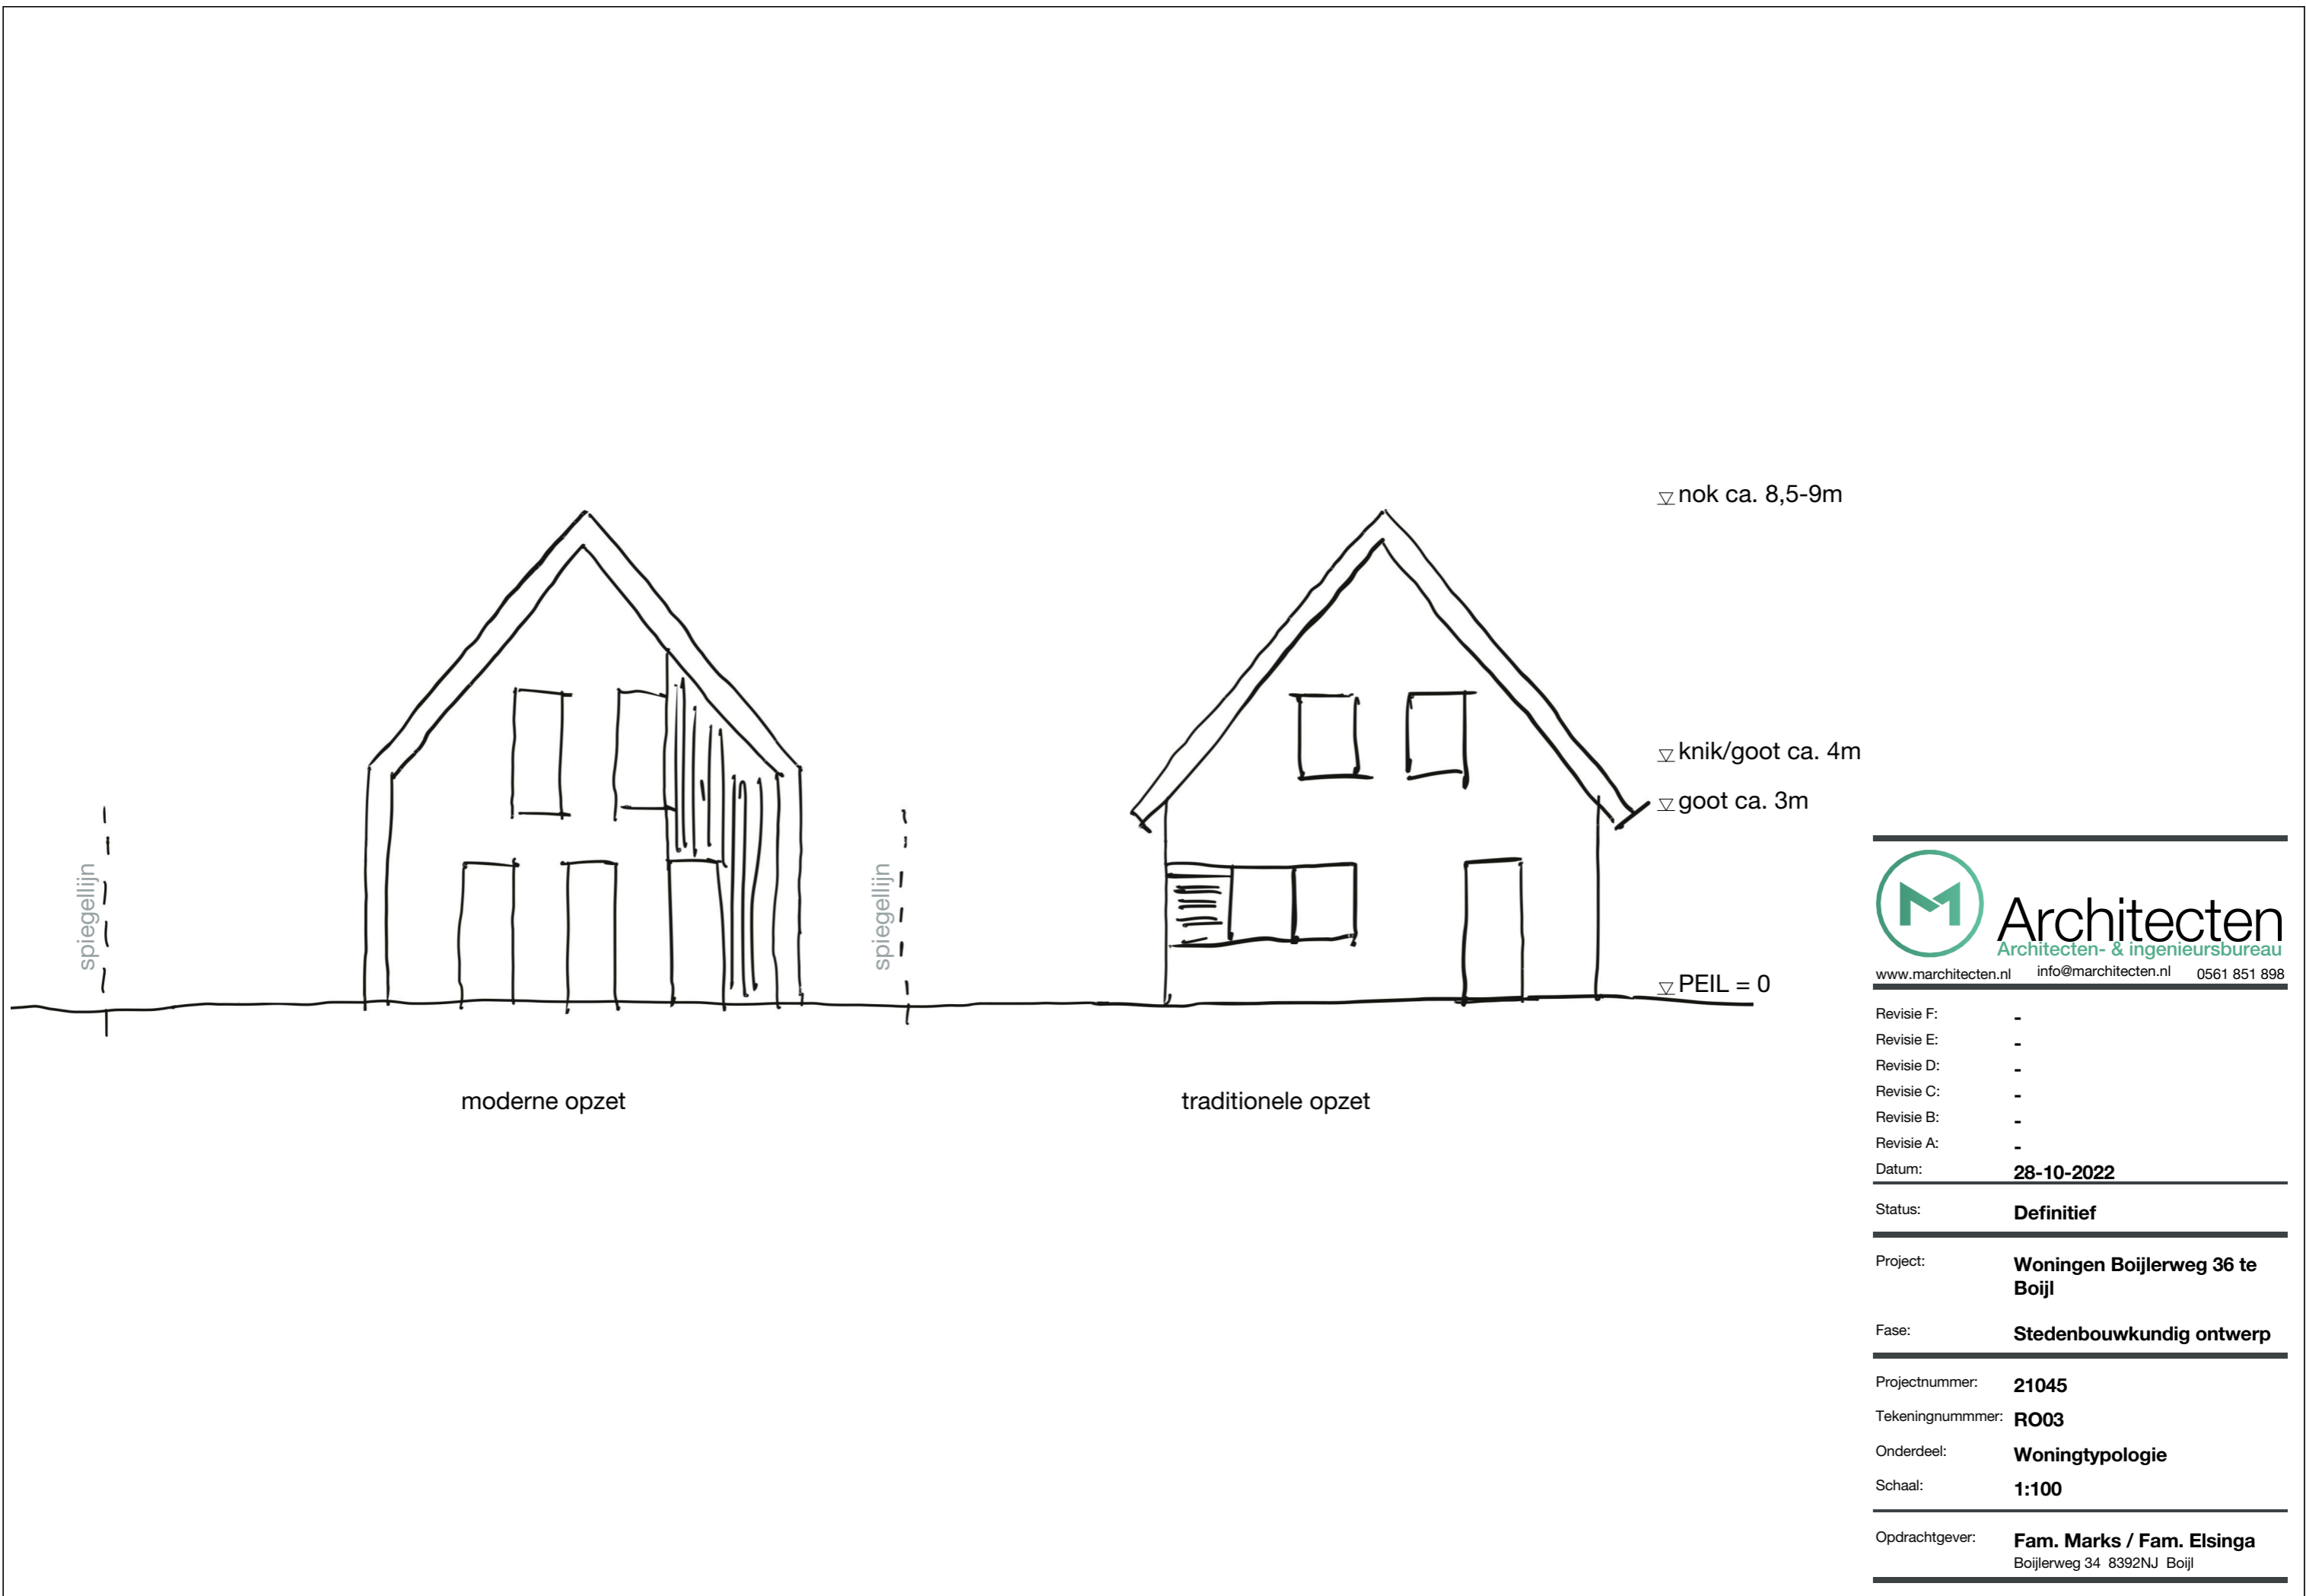 nok ca. 8,5-9m
knik/goot ca. 4m
goot ca. 3m
PEIL = 0
spiegellijn
spiegellijn
moderne opzet
traditionele opzet
M
Architecten
Architecten- & ingenieursbureau
www.marchitecten.nl info@marchitecten.nl 0561 851 898
Revisie F: -
Revisie E: -
Revisie D: -
Revisie C: -
Revisie B: -
Revisie A: -
Datum: 28-10-2022
Status: Definitief
Project: Woningen Boijlerweg 36 te
Boijl
Fase: Stedenbouwkundig ontwerp
Projectnummer: 21045
Tekeningnummmer: RO03
Onderdeel: Woningtypologie
Schaal: 1:100
Opdrachtgever: Fam. Marks / Fam. Elsinga
Boijlerweg 34 8392NJ Boijl